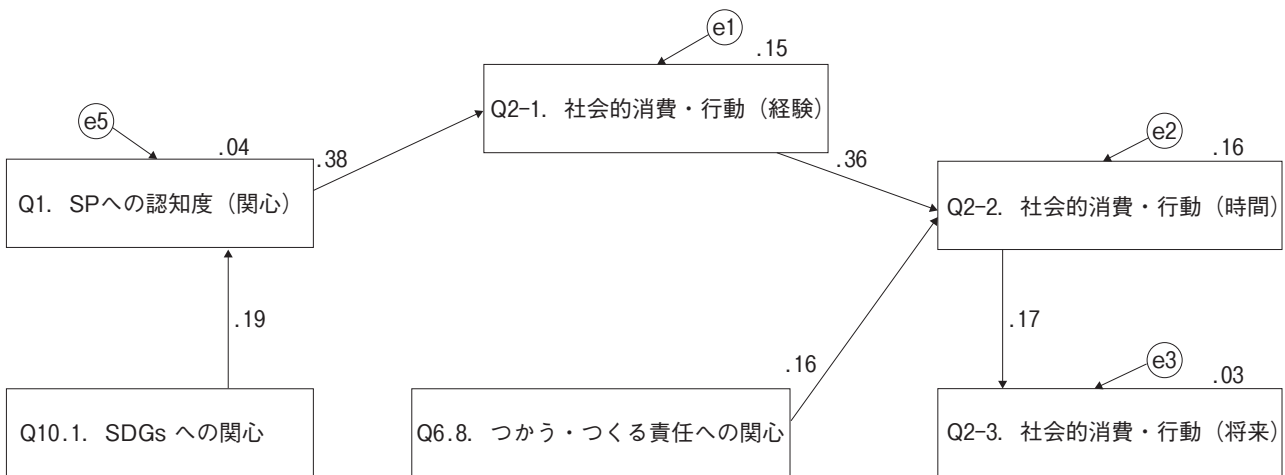 e1
.15
Q2-1. 社会的消費・行動（経験）
e5
.04
.38
Q1. SPへの認知度（関心）
e2
.16
.36
Q2-2. 社会的消費・行動（時間）
.19
.17
.16
e3
.03
Q10.1. SDGs への関心
Q6.8. つかう・つくる責任への関心
Q2-3. 社会的消費・行動（将来）